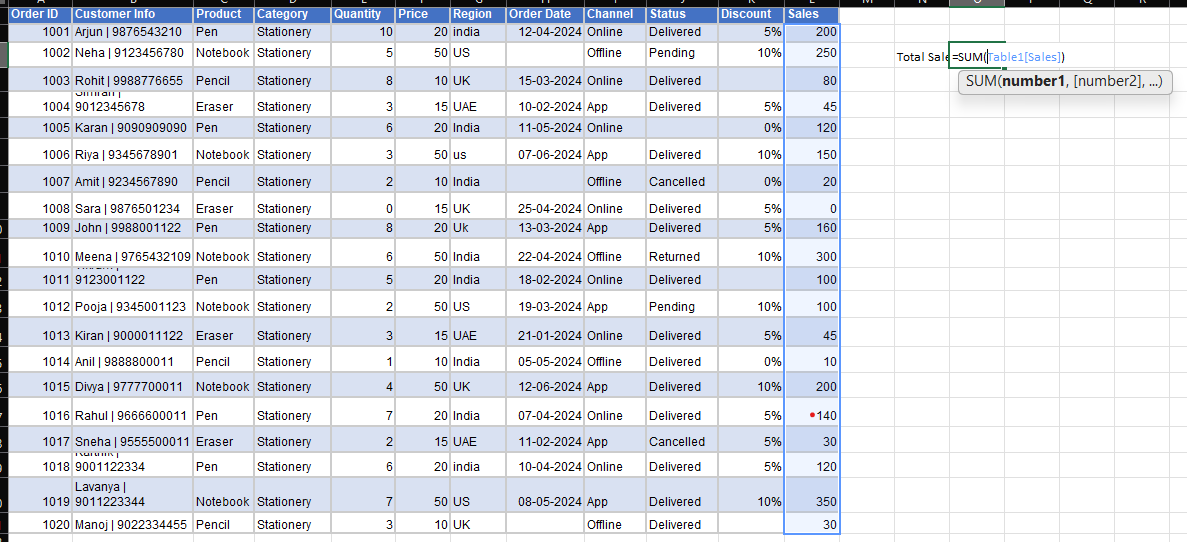 Order ID Customer Info Product Category Quantity Price Region Order Date Channel Status Discount Sales
1001 Arjun | 9876543210 Pen Stationery 10 20 india 12-04-2024 Online Delivered 5% 200
1002 Neha | 9123456780 Notebook Stationery 5 50 US Offline Pending 10% 250
Total Sale =SUM(Table1[Sales])
SUM(number1, [number2], ...)
1003 Rohit | 9988776655 Pencil Stationery 8 10 UK 15-03-2024 Online Delivered 80
1004 9012345678 Eraser Stationery 3 15 UAE 10-02-2024 App Delivered 5% 45
1005 Karan | 9090909090 Pen Stationery 6 20 India 11-05-2024 Online 0% 120
1006 Riya | 9345678901 Notebook Stationery 3 50 us 07-06-2024 App Delivered 10% 150
1007 Amit | 9234567890 Pencil Stationery 2 10 India Offline Cancelled 0% 20
1008 Sara | 9876501234 Eraser Stationery 0 15 UK 25-04-2024 Online Delivered 5% 0
1009 John | 9988001122 Pen Stationery 8 20 Uk 13-03-2024 App Delivered 5% 160
1010 Meena | 9765432109 Notebook Stationery 6 50 India 22-04-2024 Offline Returned 10% 300
1011 9123001122 Pen Stationery 5 20 India 18-02-2024 Online Delivered 100
1012 Pooja | 9345001123 Notebook Stationery 2 50 US 19-03-2024 App Pending 10% 100
1013 Kiran | 9000011122 Eraser Stationery 3 15 UAE 21-01-2024 Online Delivered 5% 45
1014 Anil | 9888800011 Pencil Stationery 1 10 India 05-05-2024 Offline Delivered 0% 10
1015 Divya | 9777700011 Notebook Stationery 4 50 UK 12-06-2024 App Delivered 10% 200
1016 Rahul | 9666600011 Pen Stationery 7 20 India 07-04-2024 Online Delivered 5% 140
1017 Sneha | 9555500011 Eraser Stationery 2 15 UAE 11-02-2024 App Cancelled 5% 30
1018 9001122334 Pen Stationery 6 20 india 10-04-2024 Online Delivered 5% 120
Lavanya |
1019 9011223344 Notebook Stationery 7 50 US 08-05-2024 App Delivered 10% 350
1020 Manoj | 9022334455 Pencil Stationery 3 10 UK Offline Delivered 30